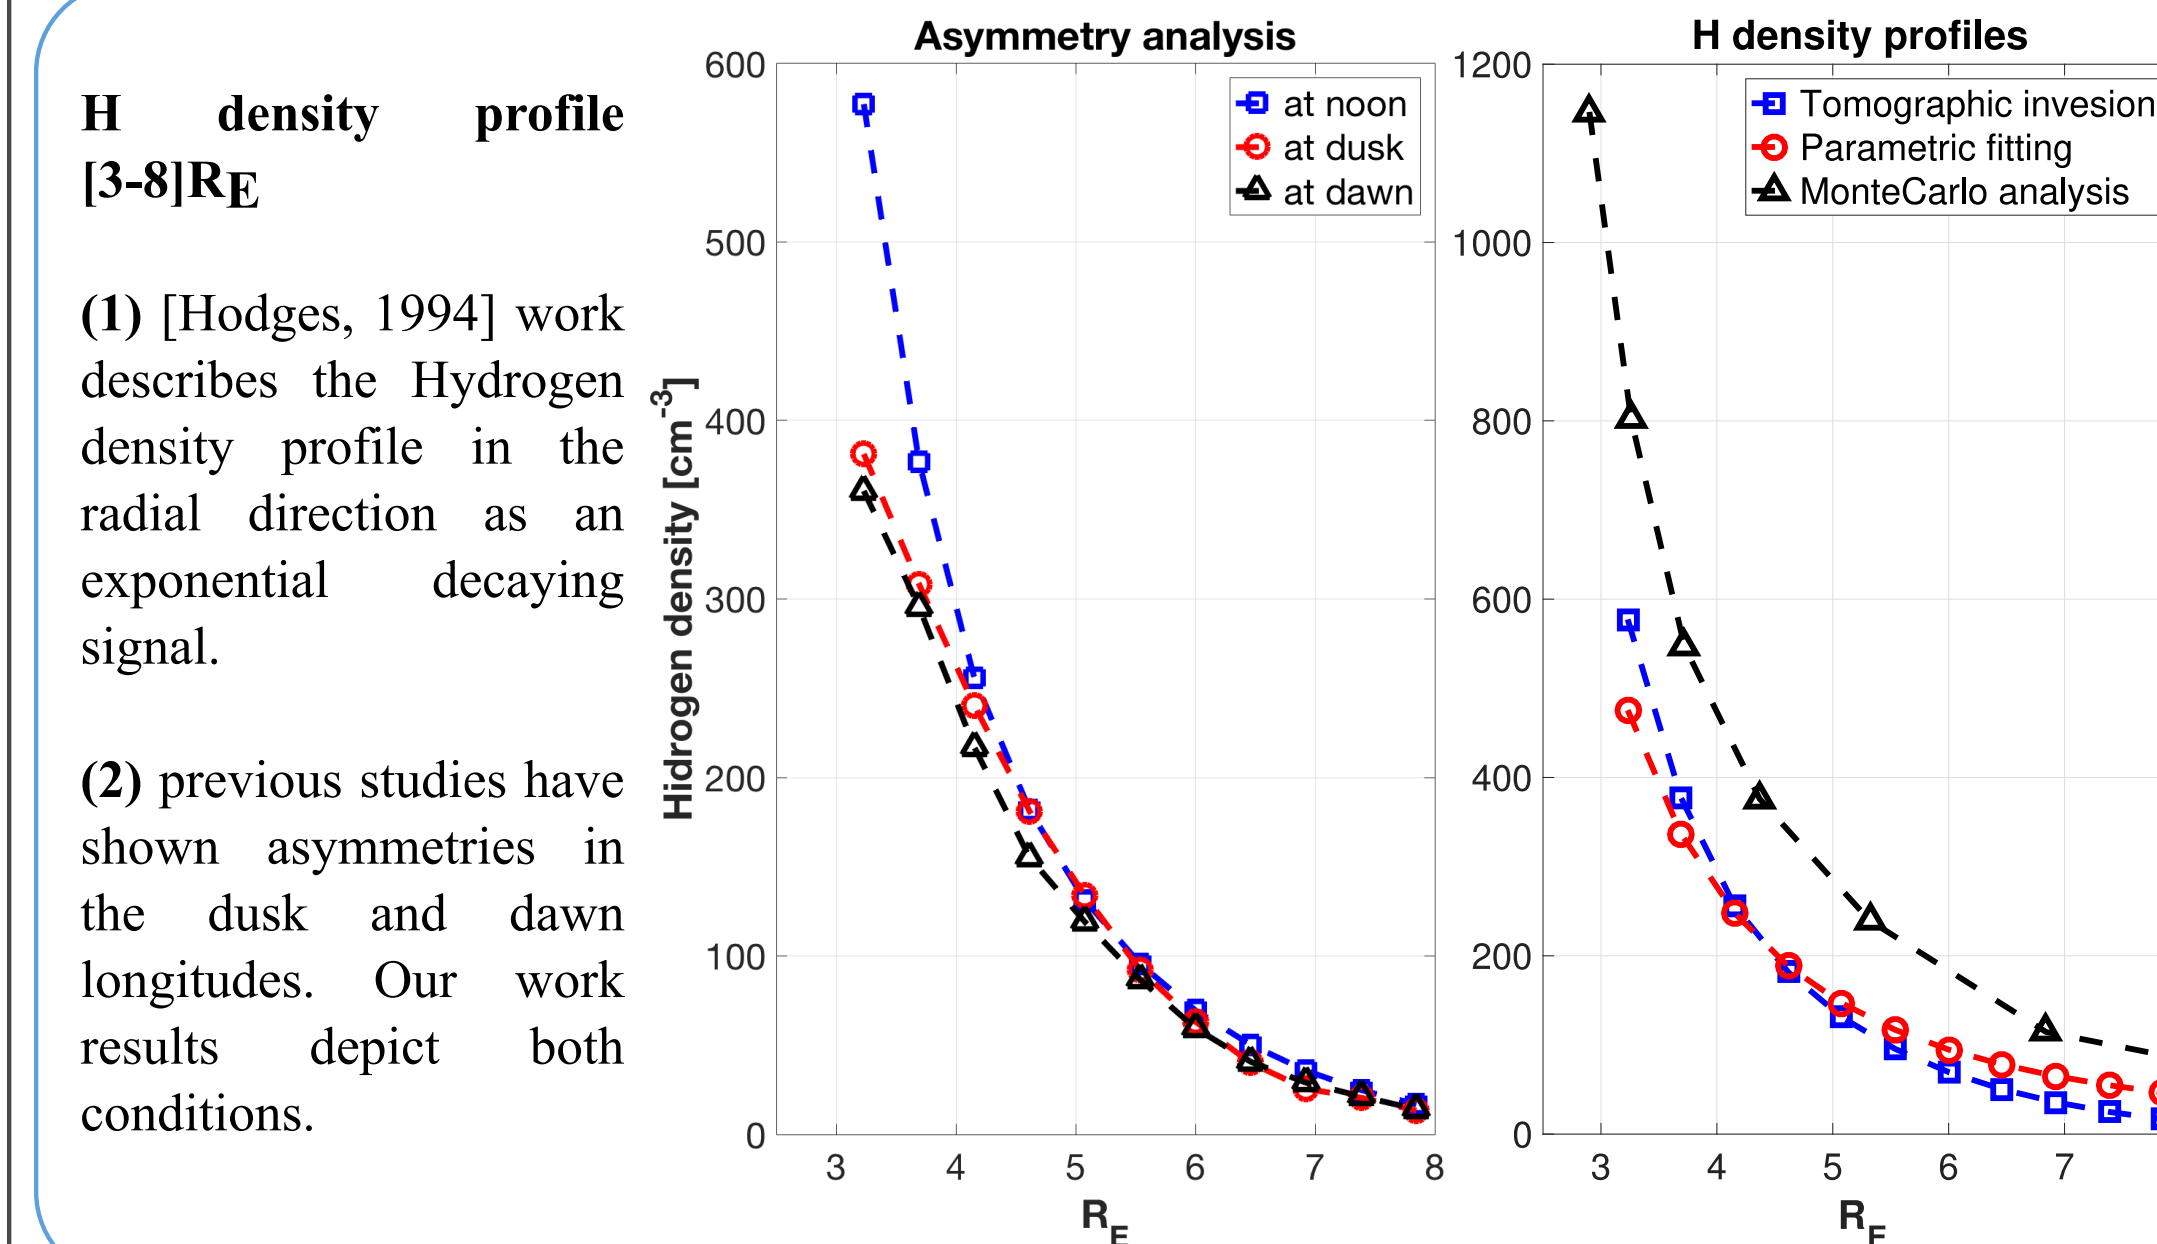 H density profile
[3-8]RE
(1) [Hodges, 1994] work
describes the Hydrogen
density profile in the
radial direction as an
exponential decaying
signal.
(2) previous studies have
shown asymmetries in
the dusk and dawn
longitudes. Our work
results depict both
conditions.
Asymmetry analysis
Hidrogen density [cm-3]
600
500
400
300
200
100
0
3 4 5 6 7 8
RE
at noon
at dusk
at dawn
H density profiles
1200
1000
800
600
400
200
0
3 4 5 6 7
RE
Tomographic invesion
Parametric fitting
MonteCarlo analysis